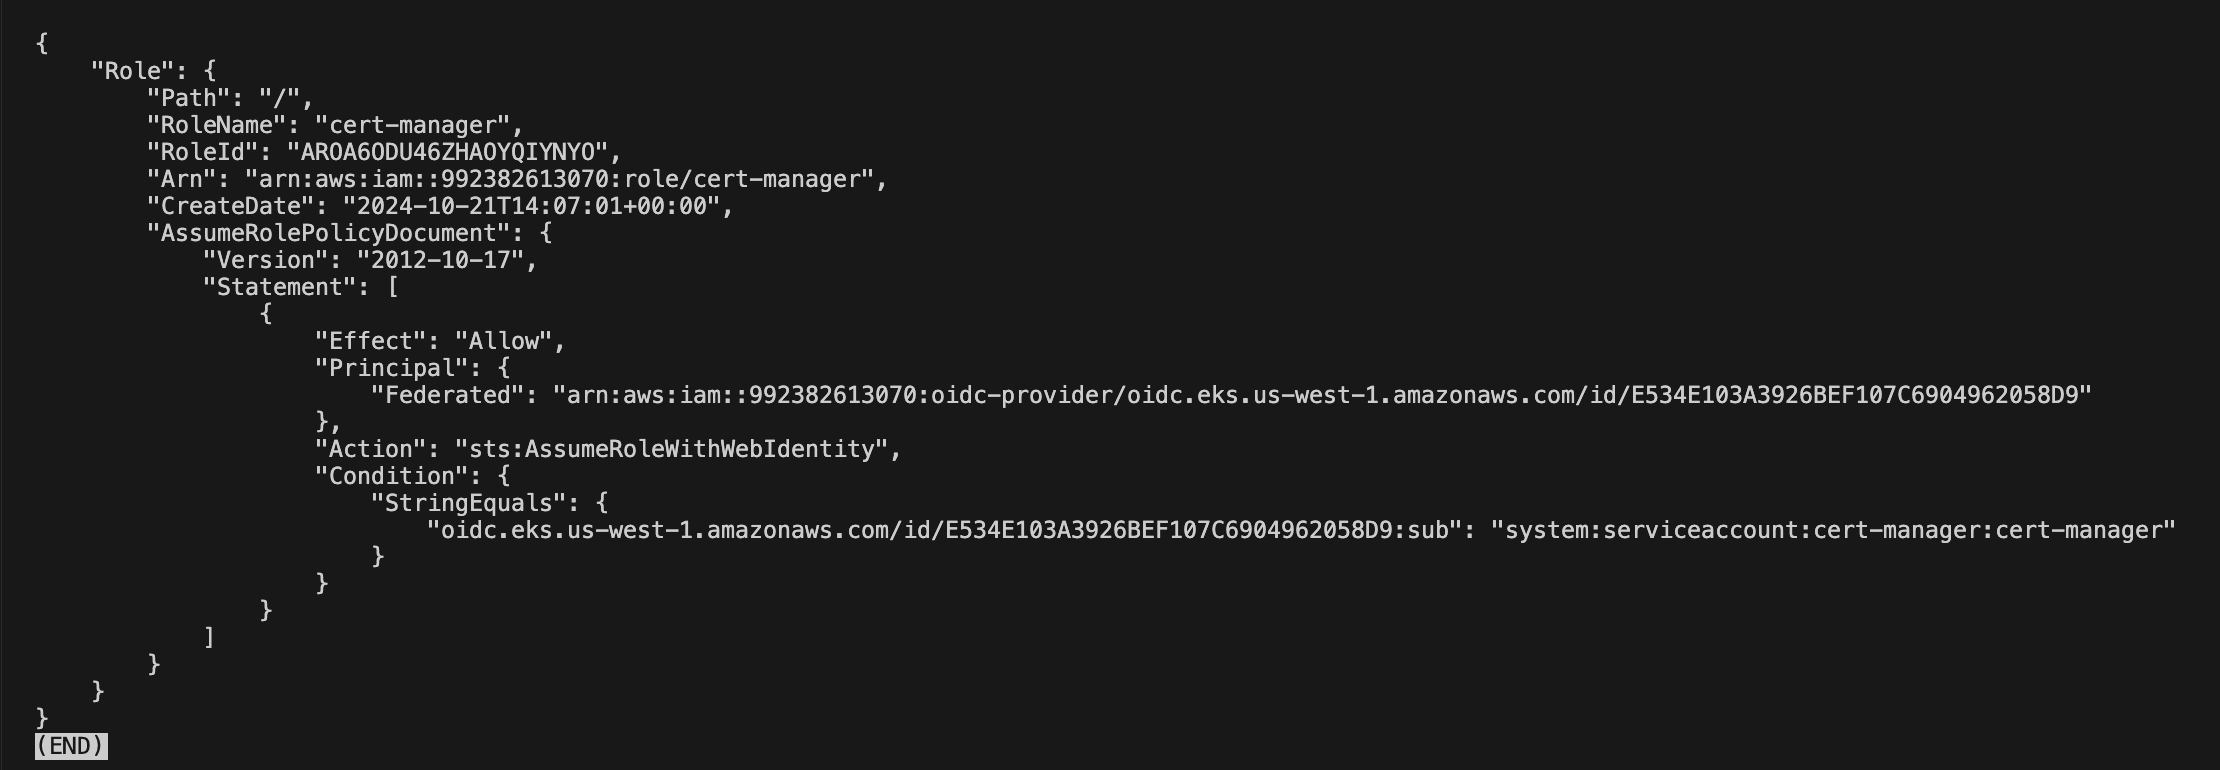 {
    "Role": {
        "Path": "/",
        "RoleName": "cert-manager",
        "RoleId": "AROA6ODU46ZHAOYQIYNYO",
        "Arn": "arn:aws:iam::992382613070:role/cert-manager",
        "CreateDate": "2024-10-21T14:07:01+00:00",
        "AssumeRolePolicyDocument": {
            "Version": "2012-10-17",
            "Statement": [
                {
                    "Effect": "Allow",
                    "Principal": {
                        "Federated": "arn:aws:iam::992382613070:oidc-provider/oidc.eks.us-west-1.amazonaws.com/id/E534E103A3926BEF107C6904962058D9"
                    },
                    "Action": "sts:AssumeRoleWithWebIdentity",
                    "Condition": {
                        "StringEquals": {
                            "oidc.eks.us-west-1.amazonaws.com/id/E534E103A3926BEF107C6904962058D9:sub": "system:serviceaccount:cert-manager:cert-manager"
                        }
                    }
                }
            ]
        }
    }
}
(END)